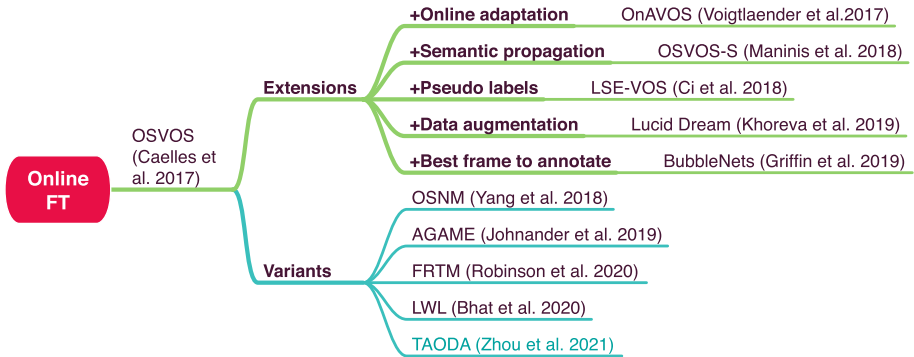 Online
FT
OSVOS
(Caelles et
al. 2017)
Extensions
+Online adaptation OnAVOS (Voigtlaender et al.2017)
+Semantic propagation OSVOS-S (Maninis et al. 2018)
+Pseudo labels LSE-VOS (Ci et al. 2018)
+Data augmentation Lucid Dream (Khoreva et al. 2019)
+Best frame to annotate BubbleNets (Griffin et al. 2019)
Variants
OSNM (Yang et al. 2018)
AGAME (Johnander et al. 2019)
FRTM (Robinson et al. 2020)
LWL (Bhat et al. 2020)
TAODA (Zhou et al. 2021)